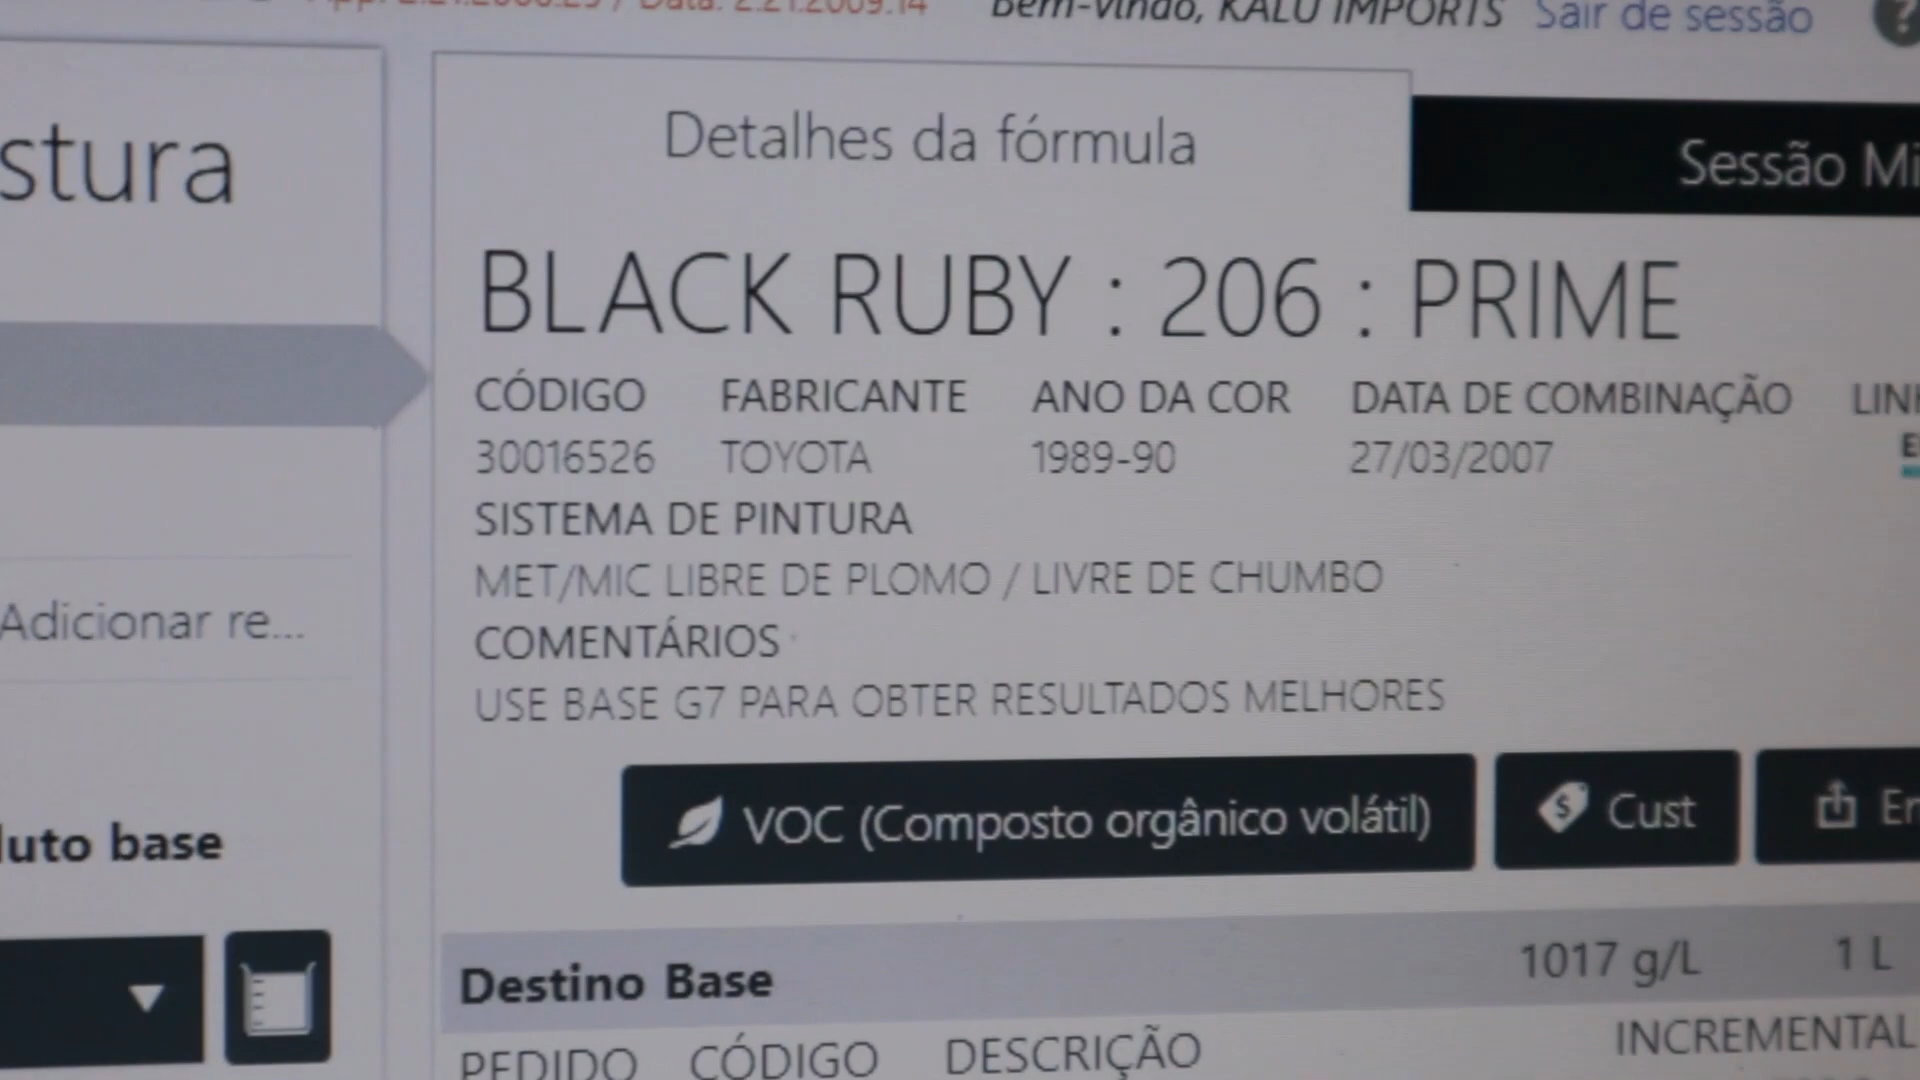 Bem-vindo, KALU IMPORTS Sair de sessão
stura
Detalhes da fórmula
Sessão Mi
BLACK RUBY : 206 : PRIME
CÓDIGO FABRICANTE ANO DA COR DATA DE COMBINAÇÃO
30016526 TOYOTA 1989-90 27/03/2007
SISTEMA DE PINTURA
MET/MIC LIBRE DE PLOMO / LIVRE DE CHUMBO
Adicionar re...
COMENTÁRIOS
USE BASE G7 PARA OBTER RESULTADOS MELHORES
VOC (Composto orgânico volátil) Cust
luto base
Destino Base 1017 g/L 1 L
PEDIDO CÓDIGO DESCRIÇÃO INCREMENTAL